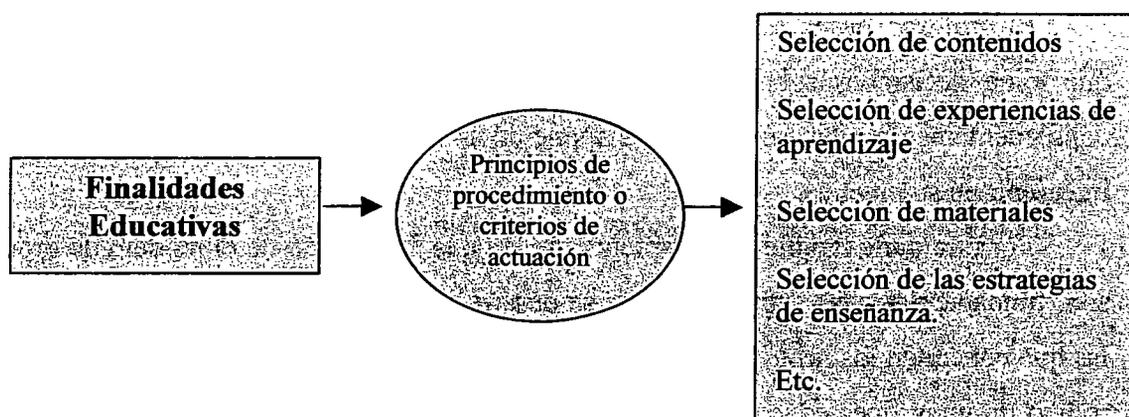 Finalidades
Educativas
Principios de
procedimiento o
criterios de
actuación
Selección de contenidos
Selección de experiencias de
aprendizaje
Selección de materiales
Selección de las estrategias
de enseñanza.
Etc.